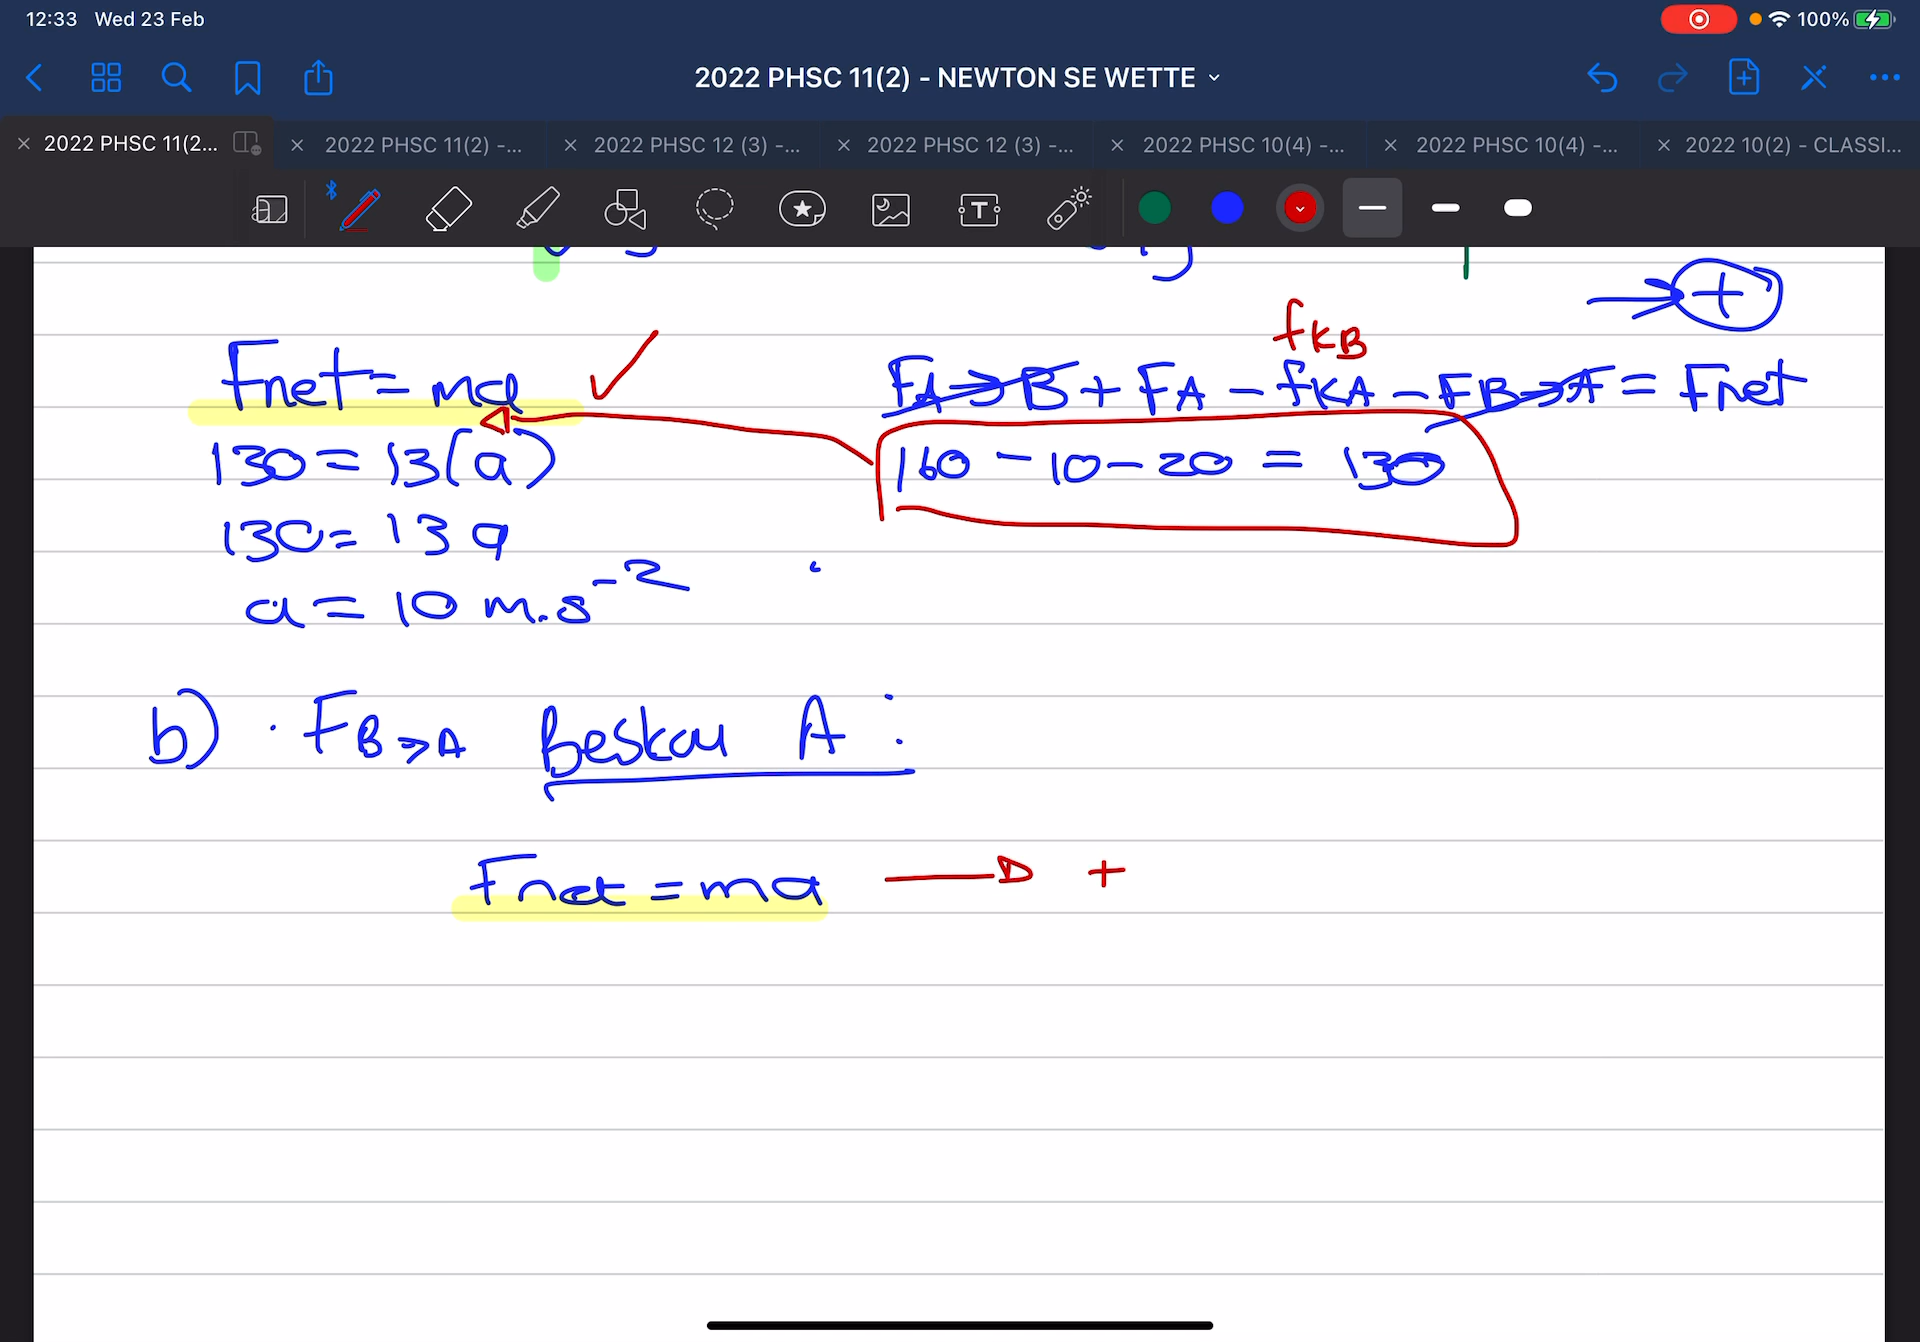 12:33 Wed 23 Feb 100%
2022 PHSC 11(2) - NEWTON SE WETTE
2022 PHSC 11(2... 2022 PHSC 11(2) -... 2022 PHSC 12 (3) -... 2022 PHSC 12 (3) -... 2022 PHSC 10(4) -... 2022 PHSC 10(4) -... 2022 10(2) - CLASSI...
T
+
fKB
Fnet = ma
FA→B + FA - fKA - FB→A = Fnet
130 = 13(a)
160 - 10 - 20 = 130
130 = 13a
a = 10 m.s⁻²
b) · FB→A Beskou A :
Fnet = ma → +